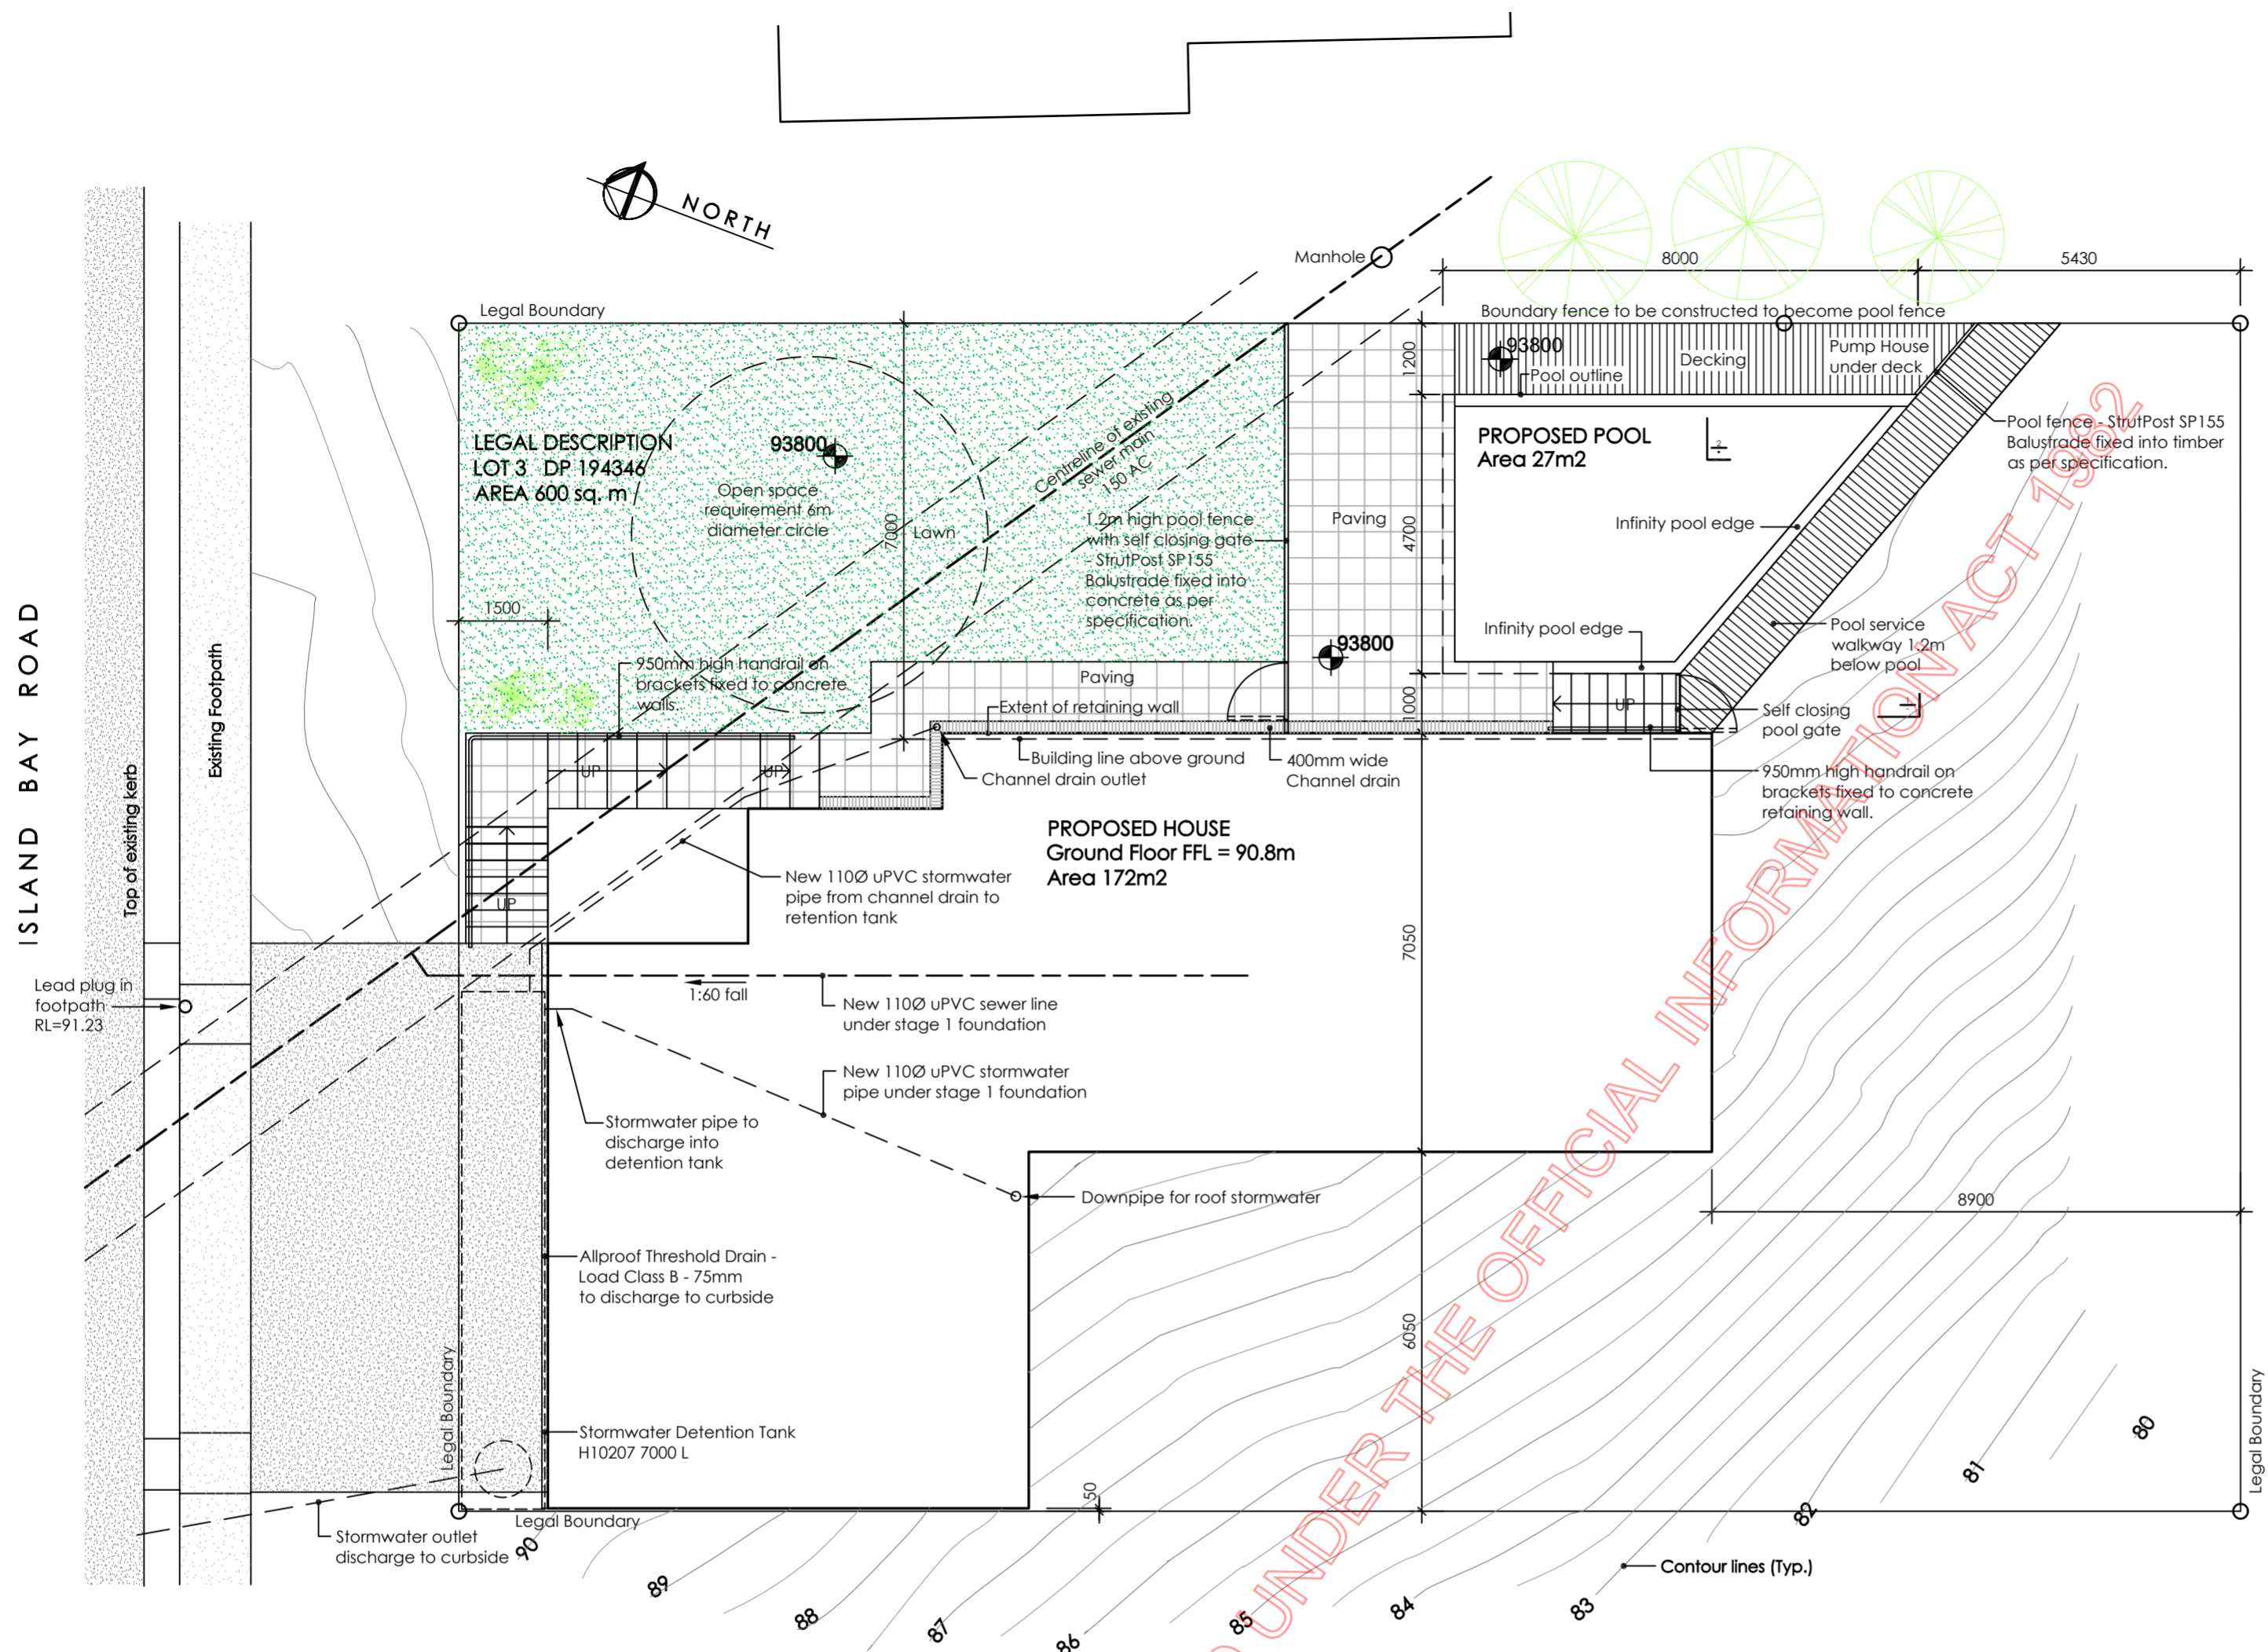 NORTH
Manhole
8000
5430
Legal Boundary
Boundary fence to be constructed to become pool fence
93800
Decking
Pump House
under deck
1200
Pool outline
LEGAL DESCRIPTION
LOT 3 DP 194346
AREA 600 sq. m
93800
Open space
requirement 6m
diameter circle
7000
Lawn
Centreline of existing
sewer main
150 AC
1.2m high pool fence
with self closing gate
- StrutPost SP155
Balustrade fixed into
concrete as per
specification.
Paving
4700
PROPOSED POOL
Area 27m2
2
-
Pool fence - StrutPost SP155
Balustrade fixed into timber
as per specification.
Infinity pool edge
Infinity pool edge
Pool service
walkway 1.2m
below pool
1500
93800
950mm high handrail on
brackets fixed to concrete
walls.
Paving
Extent of retaining wall
1000
UP
1
-
Self closing
pool gate
Building line above ground
Channel drain outlet
400mm wide
Channel drain
950mm high handrail on
brackets fixed to concrete
retaining wall.
UP
UP
UP
PROPOSED HOUSE
Ground Floor FFL = 90.8m
Area 172m2
New 110Ø uPVC stormwater
pipe from channel drain to
retention tank
ISLAND BAY ROAD
Top of existing kerb
Existing Footpath
Lead plug in
footpath
RL=91.23
1:60 fall
New 110Ø uPVC sewer line
under stage 1 foundation
7050
New 110Ø uPVC stormwater
pipe under stage 1 foundation
Stormwater pipe to
discharge into
detention tank
Downpipe for roof stormwater
8900
Allproof Threshold Drain -
Load Class B - 75mm
to discharge to curbside
6050
Legal Boundary
Stormwater Detention Tank
H10207 7000 L
50
Legal Boundary
Legal Boundary
Stormwater outlet
discharge to curbside
90
89
88
87
86
85
84
83
82
81
80
Contour lines (Typ.)
UNDER THE OFFICIAL INFORMATION ACT 1982